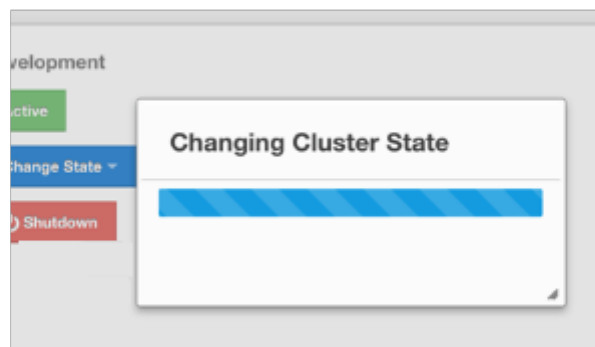 velopment
ctive
Changing Cluster State
hange State
Shutdown